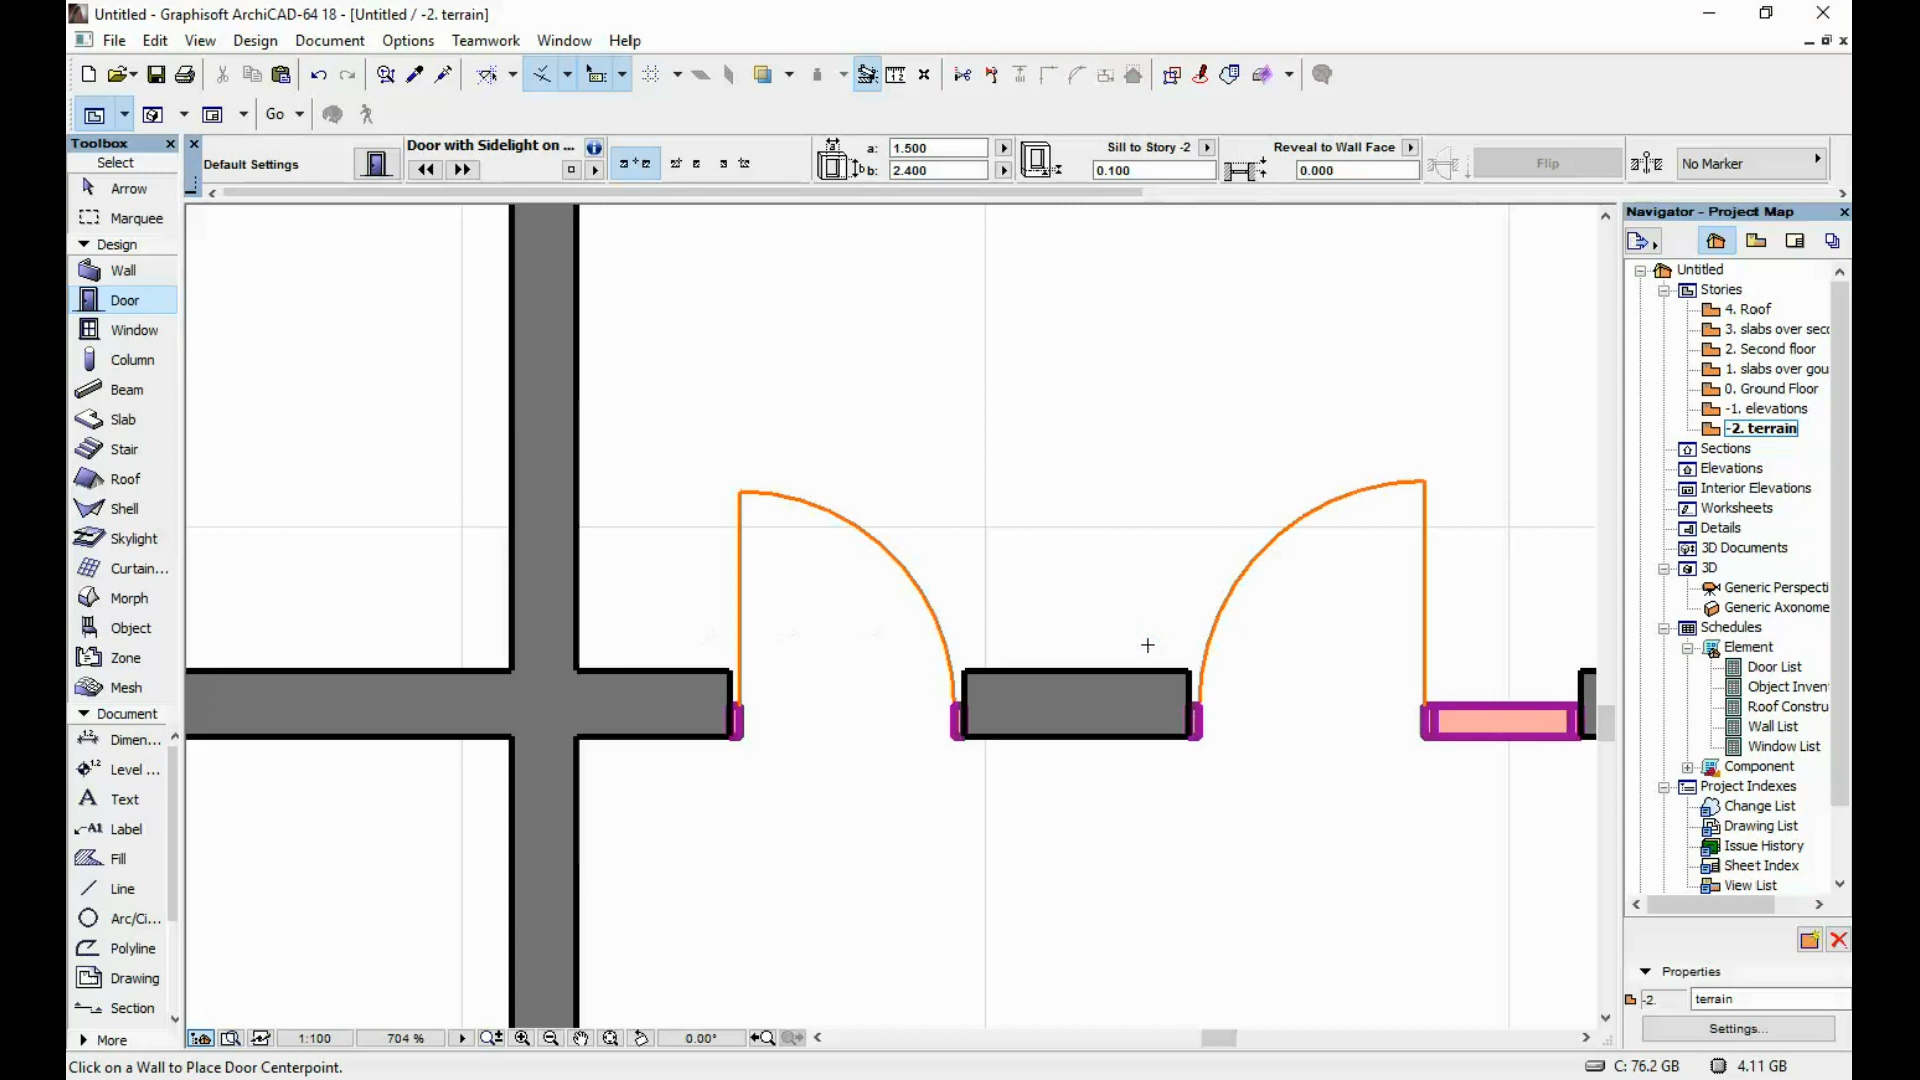 Untitled - Graphisoft ArchiCAD-64 18 - [Untitled / -2. terrain]
File Edit View Design Document Options Teamwork Window Help
Go
Toolbox
Select
Arrow
Marquee
Design
Wall
Door
Window
Column
Beam
Slab
Stair
Roof
Shell
Skylight
Curtain...
Morph
Object
Zone
Mesh
Document
Dimen...
Level ...
Text
Label
Fill
Line
Arc/Ci...
Polyline
Drawing
Section
More
Default Settings
Door with Sidelight on ...
a: 1.500
b: 2.400
Sill to Story -2
0.100
Reveal to Wall Face
0.000
Flip
No Marker
Navigator - Project Map
Untitled
Stories
4. Roof
3. slabs over seco
2. Second floor
1. slabs over gou
0. Ground Floor
-1. elevations
-2. terrain
Sections
Elevations
Interior Elevations
Worksheets
Details
3D Documents
3D
Generic Perspecti
Generic Axonome
Schedules
Element
Door List
Object Inven
Roof Constru
Wall List
Window List
Component
Project Indexes
Change List
Drawing List
Issue History
Sheet Index
View List
Properties
-2. terrain
Settings...
1:100 704 % 0.00°
Click on a Wall to Place Door Centerpoint.
C: 76.2 GB 4.11 GB